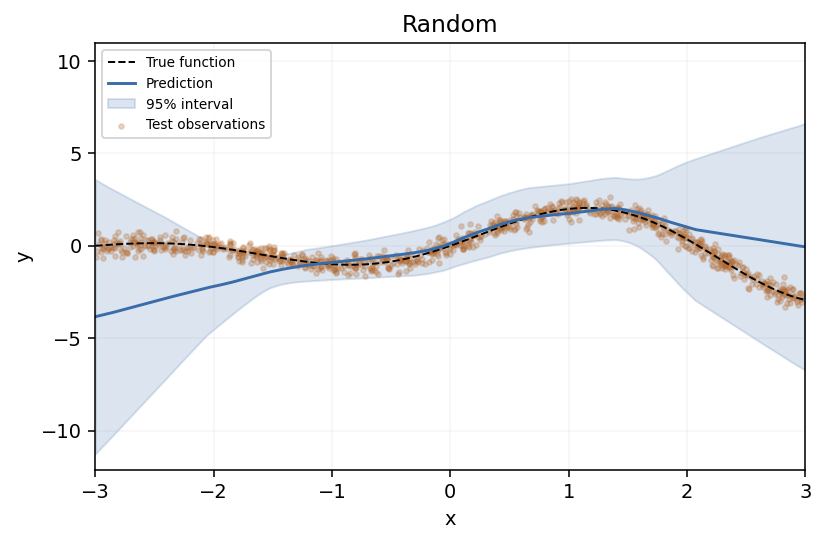 Random
True function
Prediction
95% interval
Test observations
10
5
0
−5
−10
y
−3 −2 −1 0 1 2 3
x